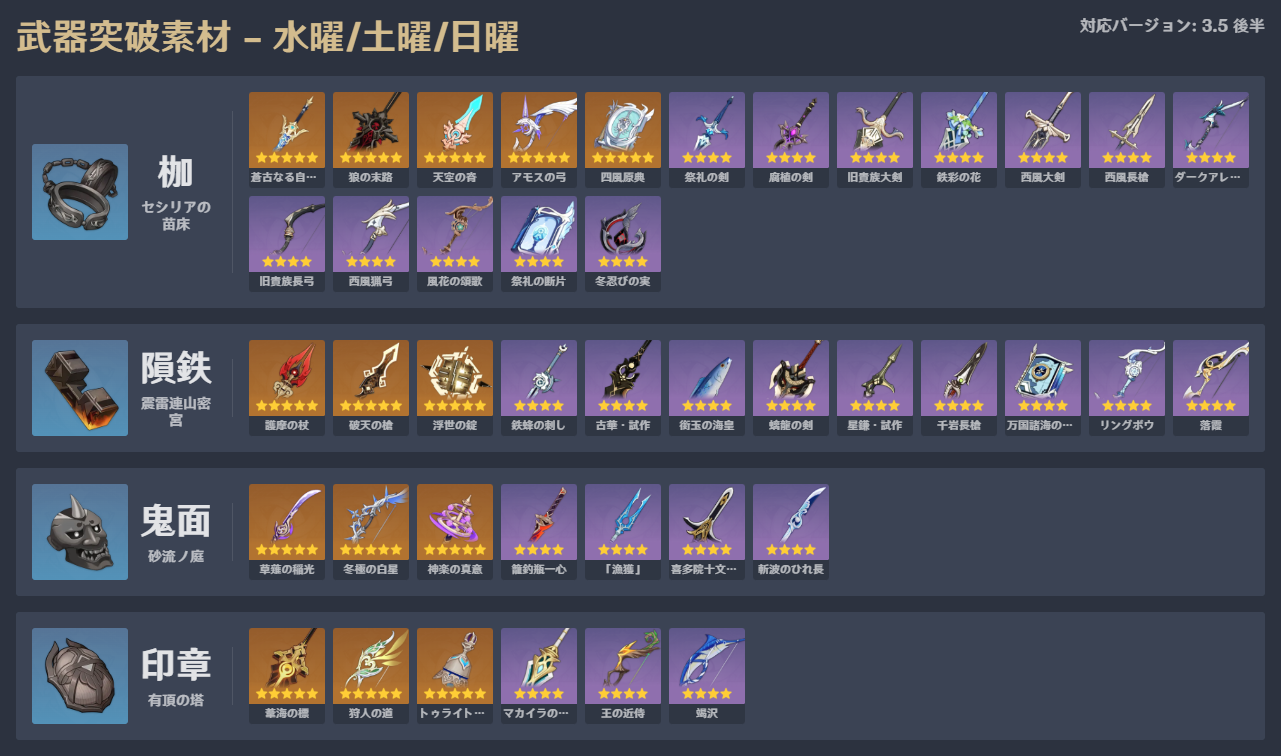 武器突破素材 – 水曜/土曜/日曜
対応バージョン: 3.5 後半
枷
セシリアの
苗床
蒼古なる自…
狼の末路
天空の脊
アモスの弓
四風原典
祭礼の剣
腐植の剣
旧貴族大剣
鉄彩の花
西風大剣
西風長槍
ダークアレ…
旧貴族長弓
西風猟弓
風花の頌歌
祭礼の断片
冬忍びの実
隕鉄
震雷連山密
宮
護摩の杖
破天の槍
浮世の錠
鉄蜂の刺し
古華・試作
銜玉の海皇
螭龍の剣
星鎌・試作
千岩長槍
万国諸海の…
リングボウ
落霞
鬼面
砂流ノ庭
草薙の稲光
冬極の白星
神楽の真意
籠釣瓶一心
「漁獲」
喜多院十文…
斬波のひれ長
印章
有頂の塔
葦海の標
狩人の道
トゥライト…
マカイラの…
王の近侍
竭沢